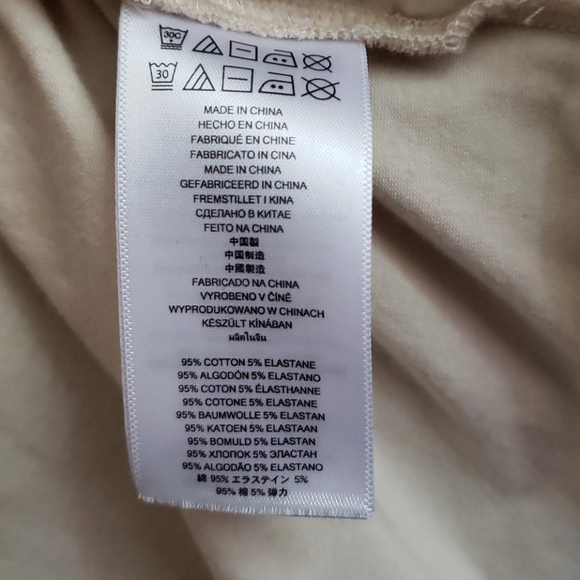 30C
30
MADE IN CHINA
HECHO EN CHINA
FABRIQUÉ EN CHINE
FABBRICATO IN CINA
MADE IN CHINA
GEFABRICEERD IN CHINA
FREMSTILLET I KINA
СДЕЛАНО В КИТАЕ
FEITO NA CHINA
中国製
中国制造
中國製造
FABRICADO NA CHINA
VYROBENO V ČÍNĚ
WYPRODUKOWANO W CHINACH
KÉSZÜLT KÍNÁBAN
ผลิตในจีน
95% COTTON 5% ELASTANE
95% ALGODÓN 5% ELASTANO
95% COTON 5% ÉLASTHANNE
95% COTONE 5% ELASTANE
95% BAUMWOLLE 5% ELASTAN
95% KATOEN 5% ELASTAAN
95% BOMULD 5% ELASTAN
95% ХЛОПОК 5% ЭЛАСТАН
95% ALGODÃO 5% ELASTANO
綿 95% エラステイン 5%
95% 棉 5% 弹力